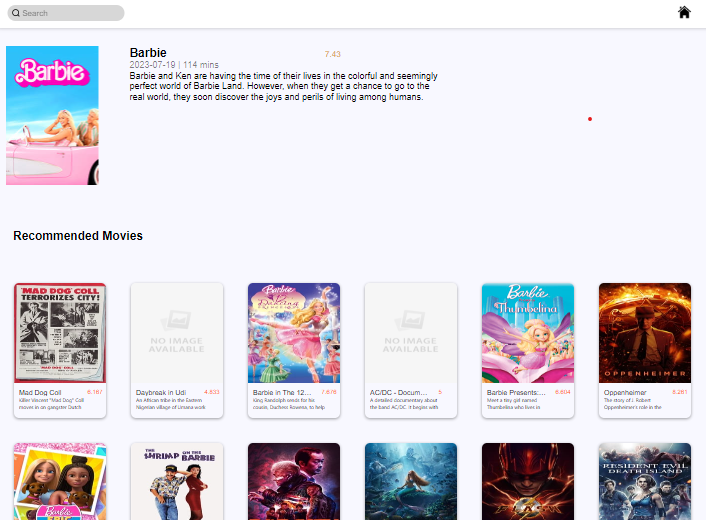 Search
Barbie
Barbie 7.43
2023-07-19 | 114 mins
Barbie and Ken are having the time of their lives in the colorful and seemingly
perfect world of Barbie Land. However, when they get a chance to go to the
real world, they soon discover the joys and perils of living among humans.
Recommended Movies
"MAD DOG" COLL
TERRORIZES CITY!
Mad Dog Coll 6.167
Killer Vincent "Mad Dog" Coll
moves in on gangster Dutch
NO IMAGE
AVAILABLE
Daybreak in Udi 4.833
An African tribe in the Eastern
Nigerian village of Umana work
Barbie
12
Dancing
Barbie in The 12... 7.676
King Randolph sends for his
cousin, Duchess Rowena, to help
NO IMAGE
AVAILABLE
AC/DC - Docum... 5
A detailed documentary about
the band AC/DC. It begins with
Barbie
Thumbelina
Barbie Presents:... 6.604
Meet a tiny girl named
Thumbelina who lives in
OPPENHEIMER
Oppenheimer 8.261
The story of J. Robert
Oppenheimer's role in the
Barbie
THE
SHRIMP ON THE
BARBIE
RESIDENT EVIL
DEATH ISLAND